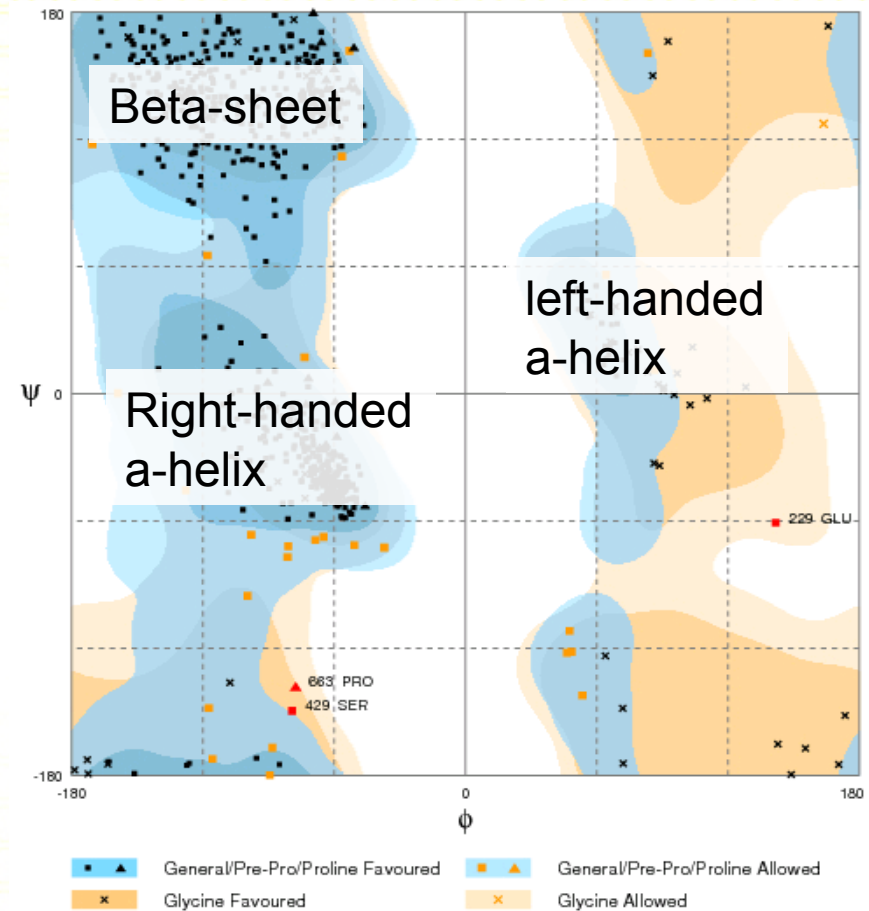 180
Beta-sheet
left-handed
a-helix
ψ 0
Right-handed
a-helix
229 GLU
663 PRO
429 SER
-180
-180 0 180
ϕ
General/Pre-Pro/Proline Favoured General/Pre-Pro/Proline Allowed
Glycine Favoured Glycine Allowed